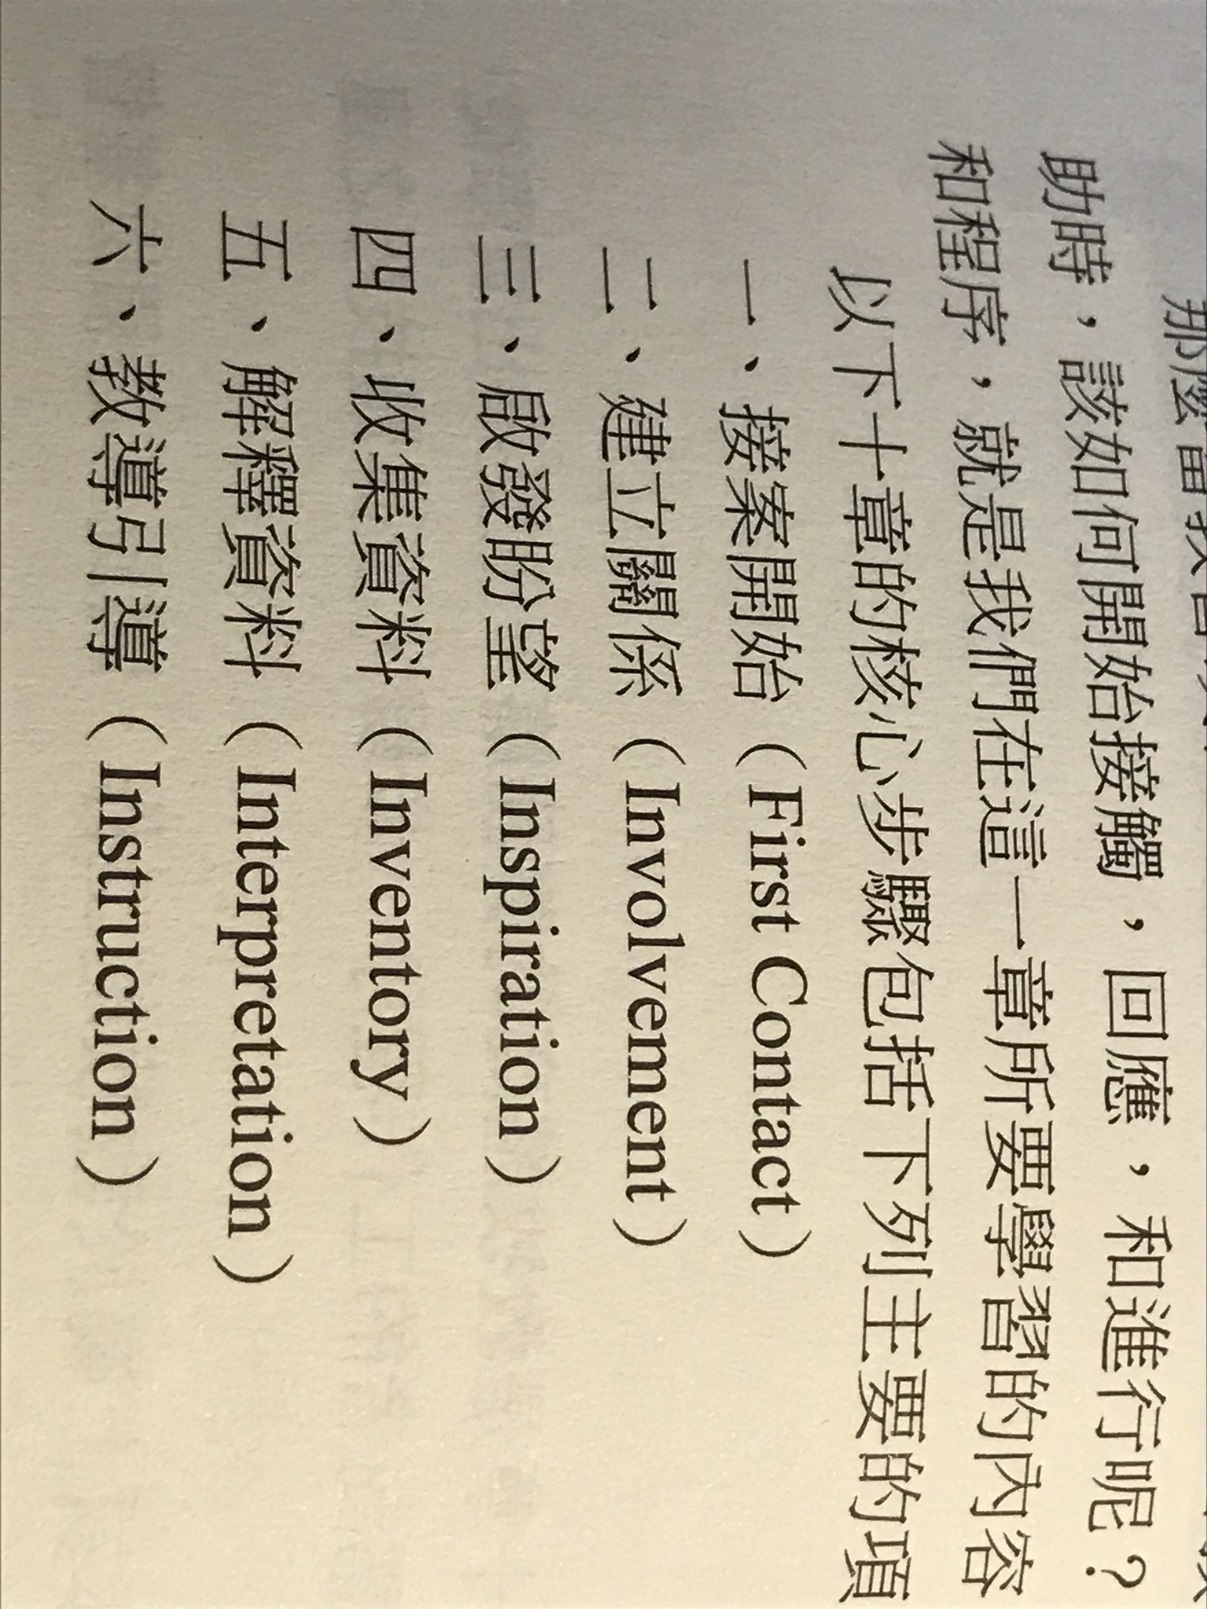 那麼當我
助時，該如何開始接觸，回應，和進行呢？
和程序，就是我們在這一章所要學習的內容
以下十章的核心步驟包括下列主要的項
一、接案開始（First Contact）
二、建立關係（Involvement）
三、啟發盼望（Inspiration）
四、收集資料（Inventory）
五、解釋資料（Interpretation）
六、教導引導（Instruction）